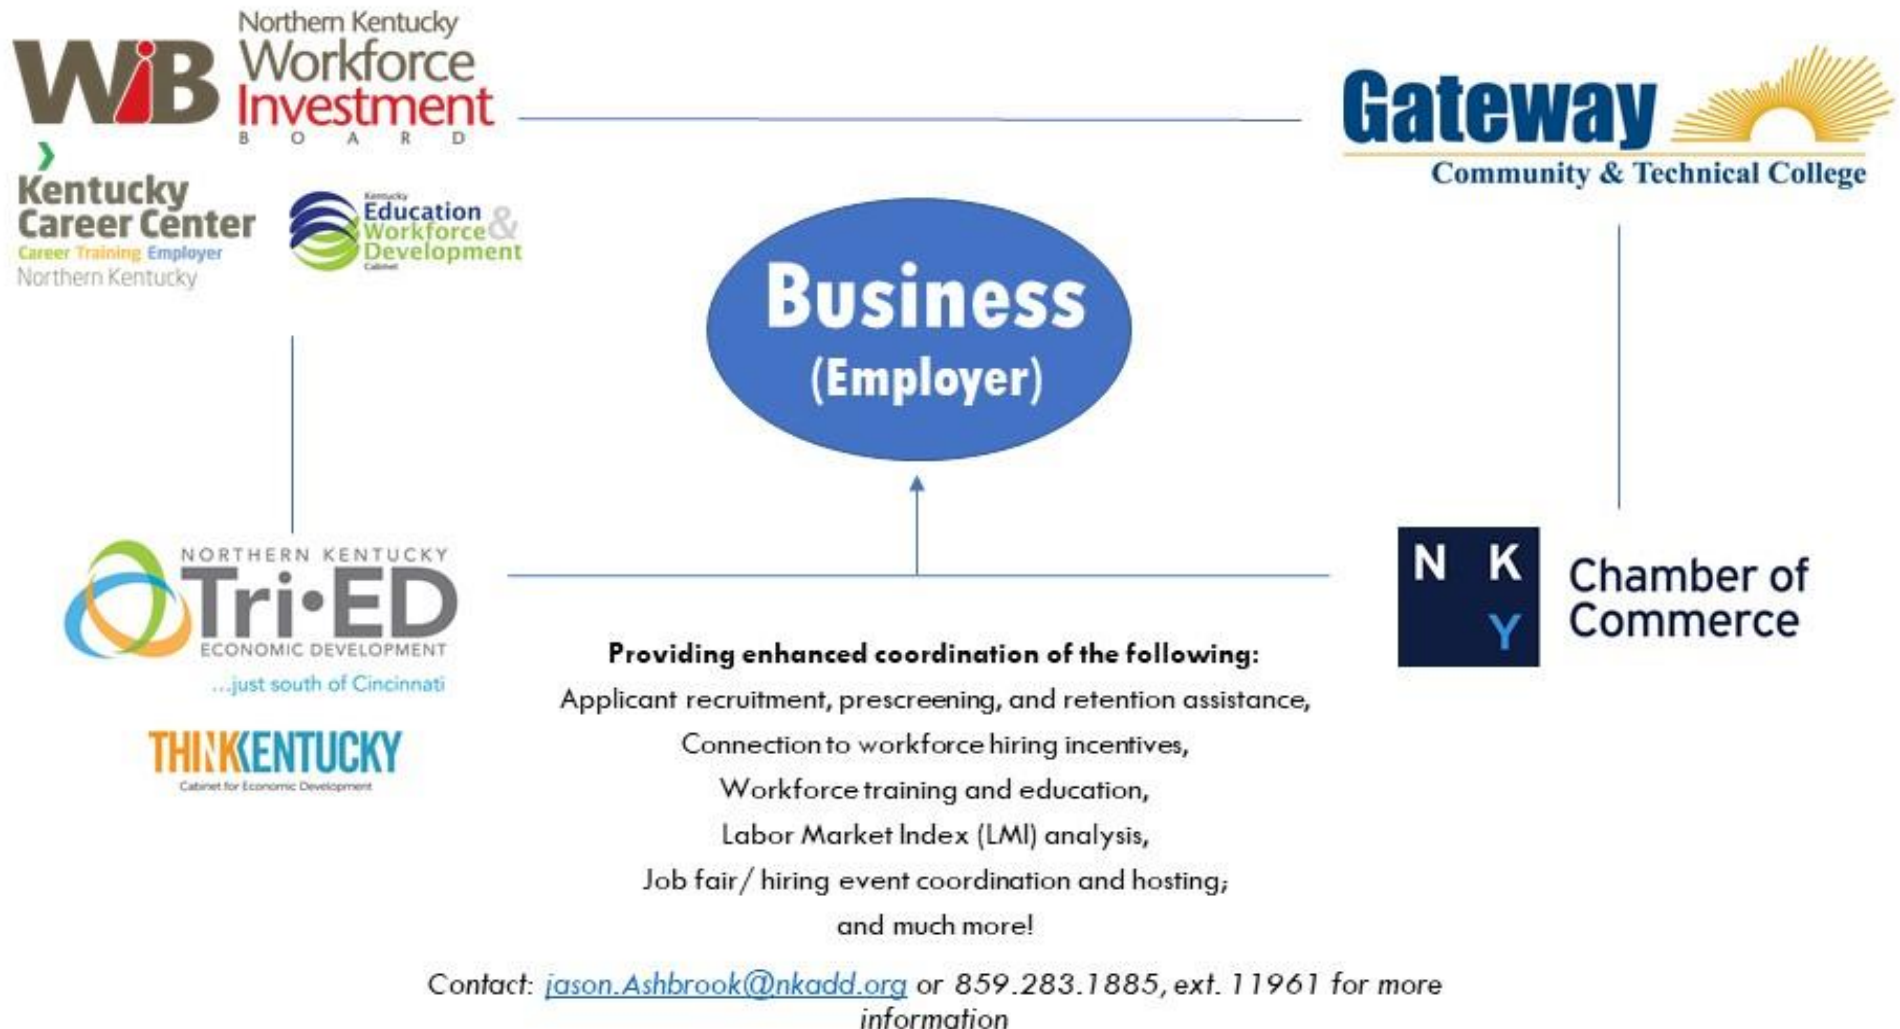 Northern Kentucky
WiB Workforce
Investment
BOARD
Gateway
Community & Technical College
Kentucky
Career Center
Career Training Employer
Northern Kentucky
Kentucky
Education &
Workforce
Development
Cabinet
Business
(Employer)
NORTHERN KENTUCKY
Tri•ED
ECONOMIC DEVELOPMENT
...just south of Cincinnati
THINKKENTUCKY
Cabinet for Economic Development
N K
Y
Chamber of
Commerce
Providing enhanced coordination of the following:
Applicant recruitment, prescreening, and retention assistance,
Connection to workforce hiring incentives,
Workforce training and education,
Labor Market Index (LMI) analysis,
Job fair/ hiring event coordination and hosting;
and much more!
Contact: jason.Ashbrook@nkadd.org or 859.283.1885, ext. 11961 for more
information